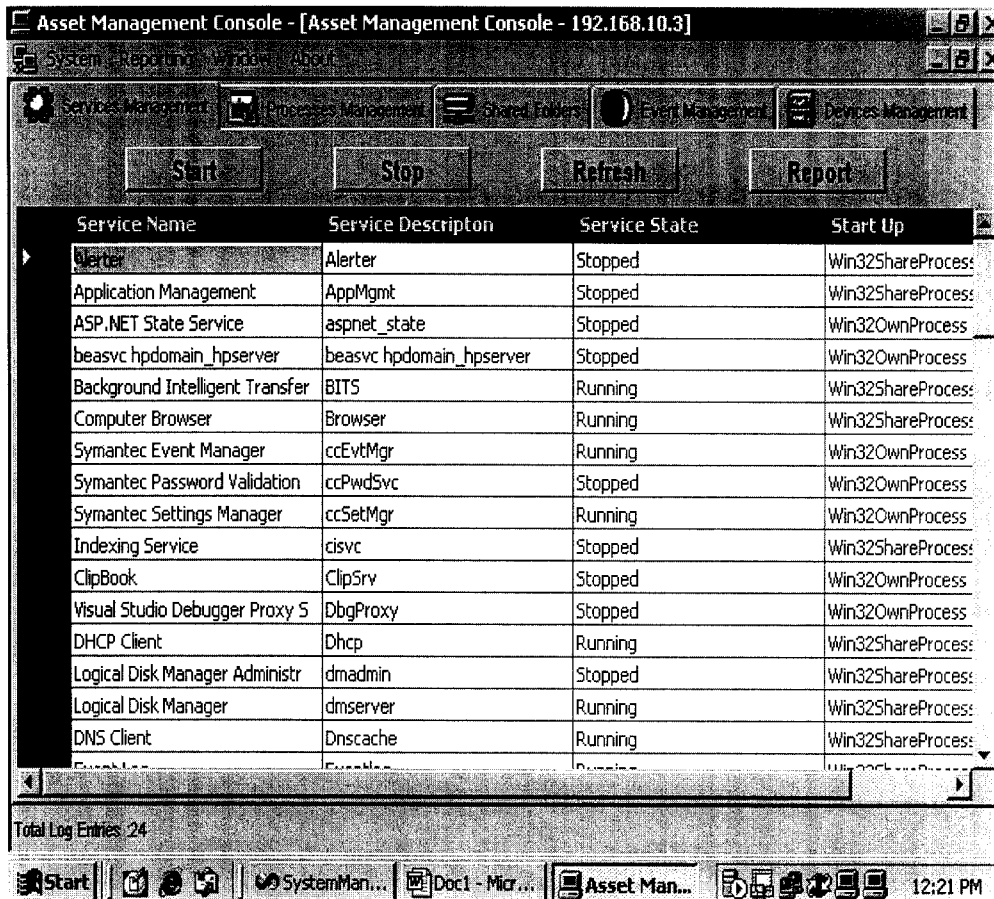 Asset Management Console - [Asset Management Console - 192.168.10.3]
System Reporting Window About
Services Management Processes Management Shared Folders Event Management Devices Management
Start Stop Refresh Report
Service Name Service Descripton Service State Start Up
Alerter Alerter Stopped Win32ShareProcess
Application Management AppMgmt Stopped Win32ShareProcess
ASP.NET State Service aspnet_state Stopped Win32OwnProcess
beasvc hpdomain_hpserver beasvc hpdomain_hpserver Stopped Win32OwnProcess
Background Intelligent Transfer BITS Running Win32ShareProcess
Computer Browser Browser Running Win32ShareProcess
Symantec Event Manager ccEvtMgr Running Win32OwnProcess
Symantec Password Validation ccPwdSvc Stopped Win32OwnProcess
Symantec Settings Manager ccSetMgr Running Win32OwnProcess
Indexing Service cisvc Stopped Win32ShareProcess
ClipBook ClipSrv Stopped Win32OwnProcess
Visual Studio Debugger Proxy S DbgProxy Stopped Win32OwnProcess
DHCP Client Dhcp Running Win32ShareProcess
Logical Disk Manager Administr dmadmin Stopped Win32ShareProcess
Logical Disk Manager dmserver Running Win32ShareProcess
DNS Client Dnscache Running Win32ShareProcess
Total Log Entries :24
Start SystemMan... Doc1 - Micr... Asset Man... 12:21 PM